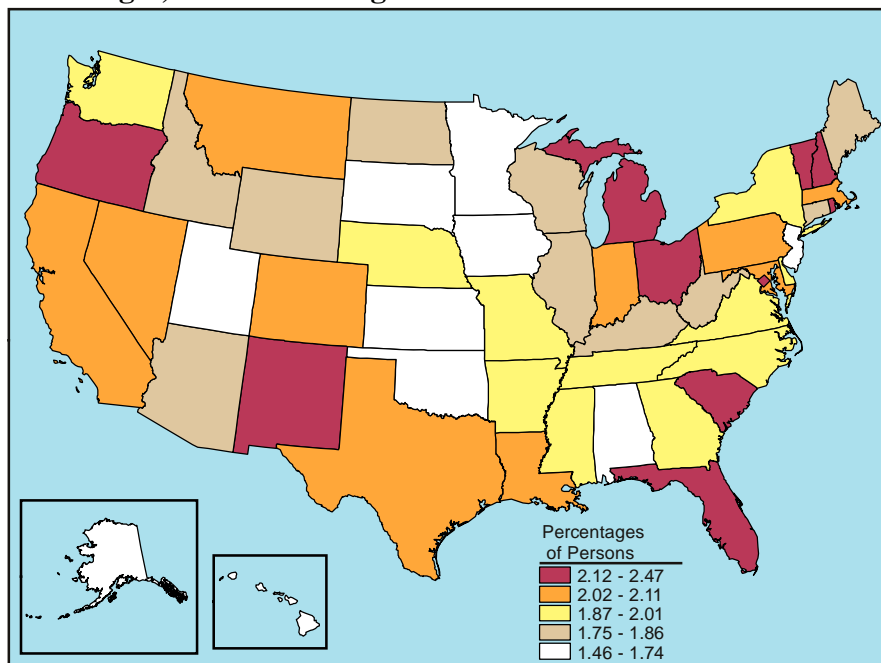 Percentages
of Persons
2.12 - 2.47
2.02 - 2.11
1.87 - 2.01
1.75 - 1.86
1.46 - 1.74